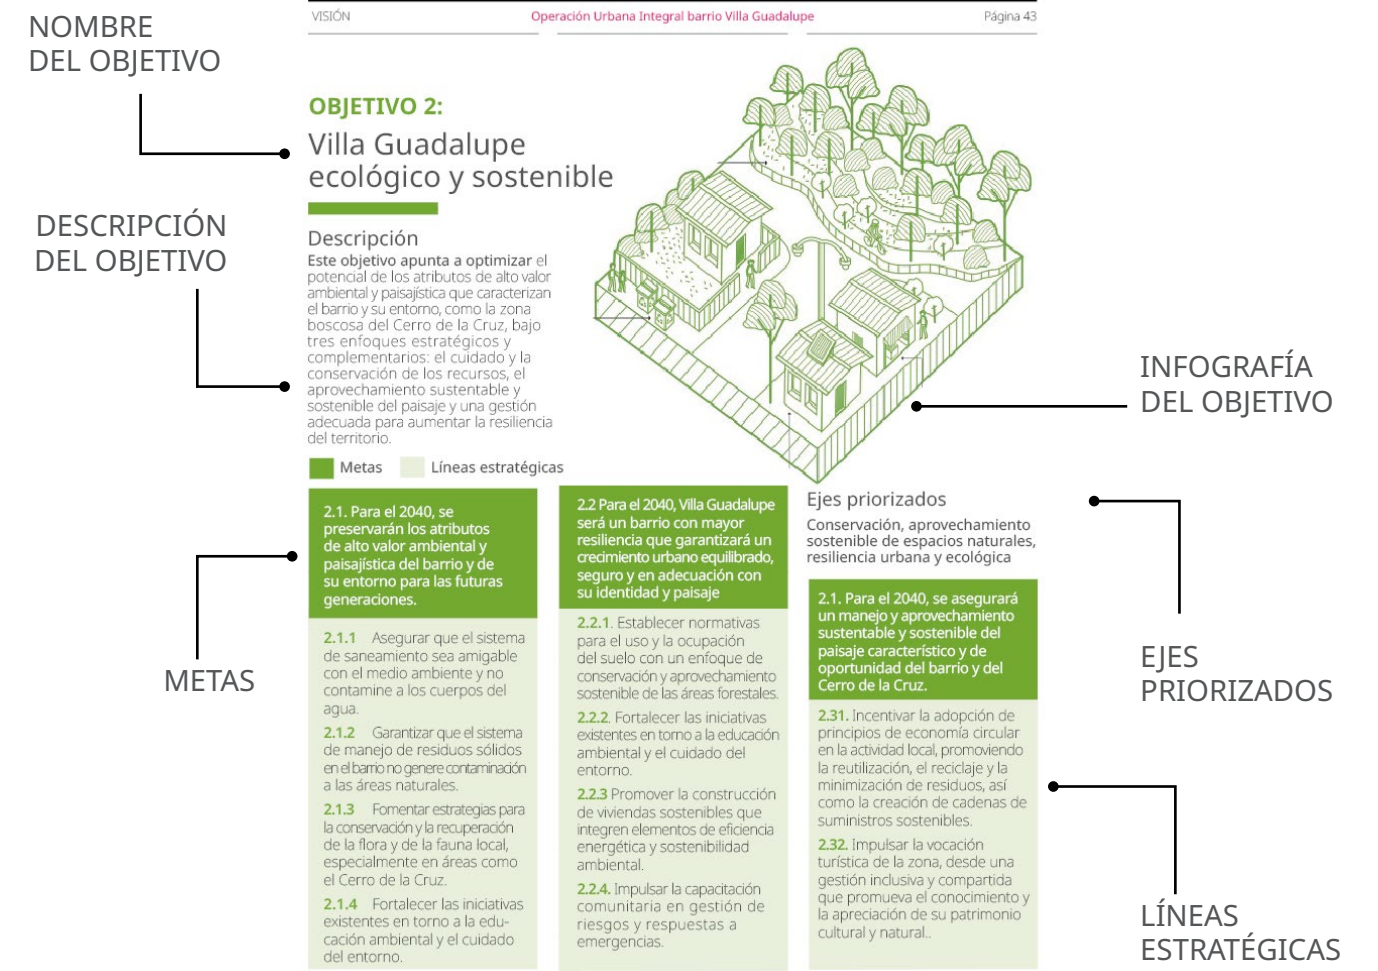 VISIÓN
Operación Urbana Integral barrio Villa Guadalupe
Página 43
NOMBRE
DEL OBJETIVO
OBJETIVO 2:
Villa Guadalupe
ecológico y sostenible
DESCRIPCIÓN
DEL OBJETIVO
Descripción
Este objetivo apunta a optimizar el
potencial de los atributos de alto valor
ambiental y paisajística que caracterizan
el barrio y su entorno, como la zona
boscosa del Cerro de la Cruz, bajo
tres enfoques estratégicos y
complementarios: el cuidado y la
conservación de los recursos, el
aprovechamiento sustentable y
sostenible del paisaje y una gestión
adecuada para aumentar la resiliencia
del territorio.
INFOGRAFÍA
DEL OBJETIVO
Metas
Líneas estratégicas
METAS
2.1. Para el 2040, se
preservarán los atributos
de alto valor ambiental y
paisajística del barrio y de
su entorno para las futuras
generaciones.
2.1.1 Asegurar que el sistema
de saneamiento sea amigable
con el medio ambiente y no
contamine a los cuerpos del
agua.
2.1.2 Garantizar que el sistema
de manejo de residuos sólidos
en el barrio no genere contaminación
a las áreas naturales.
2.1.3 Fomentar estrategias para
la conservación y la recuperación
de la flora y de la fauna local,
especialmente en áreas como
el Cerro de la Cruz.
2.1.4 Fortalecer las iniciativas
existentes en torno a la edu-
cación ambiental y el cuidado
del entorno.
2.2 Para el 2040, Villa Guadalupe
será un barrio con mayor
resiliencia que garantizará un
crecimiento urbano equilibrado,
seguro y en adecuación con
su identidad y paisaje
2.2.1. Establecer normativas
para el uso y la ocupación
del suelo con un enfoque de
conservación y aprovechamiento
sostenible de las áreas forestales.
2.2.2. Fortalecer las iniciativas
existentes en torno a la educación
ambiental y el cuidado del
entorno.
2.2.3 Promover la construcción
de viviendas sostenibles que
integren elementos de eficiencia
energética y sostenibilidad
ambiental.
2.2.4. Impulsar la capacitación
comunitaria en gestión de
riesgos y respuestas a
emergencias.
Ejes priorizados
Conservación, aprovechamiento
sostenible de espacios naturales,
resiliencia urbana y ecológica
2.1. Para el 2040, se asegurará
un manejo y aprovechamiento
sustentable y sostenible del
paisaje característico y de
oportunidad del barrio y del
Cerro de la Cruz.
2.31. Incentivar la adopción de
principios de economía circular
en la actividad local, promoviendo
la reutilización, el reciclaje y la
minimización de residuos, así
como la creación de cadenas de
suministros sostenibles.
2.32. Impulsar la vocación
turística de la zona, desde una
gestión inclusiva y compartida
que promueva el conocimiento y
la apreciación de su patrimonio
cultural y natural..
EJES
PRIORIZADOS
LÍNEAS
ESTRATÉGICAS